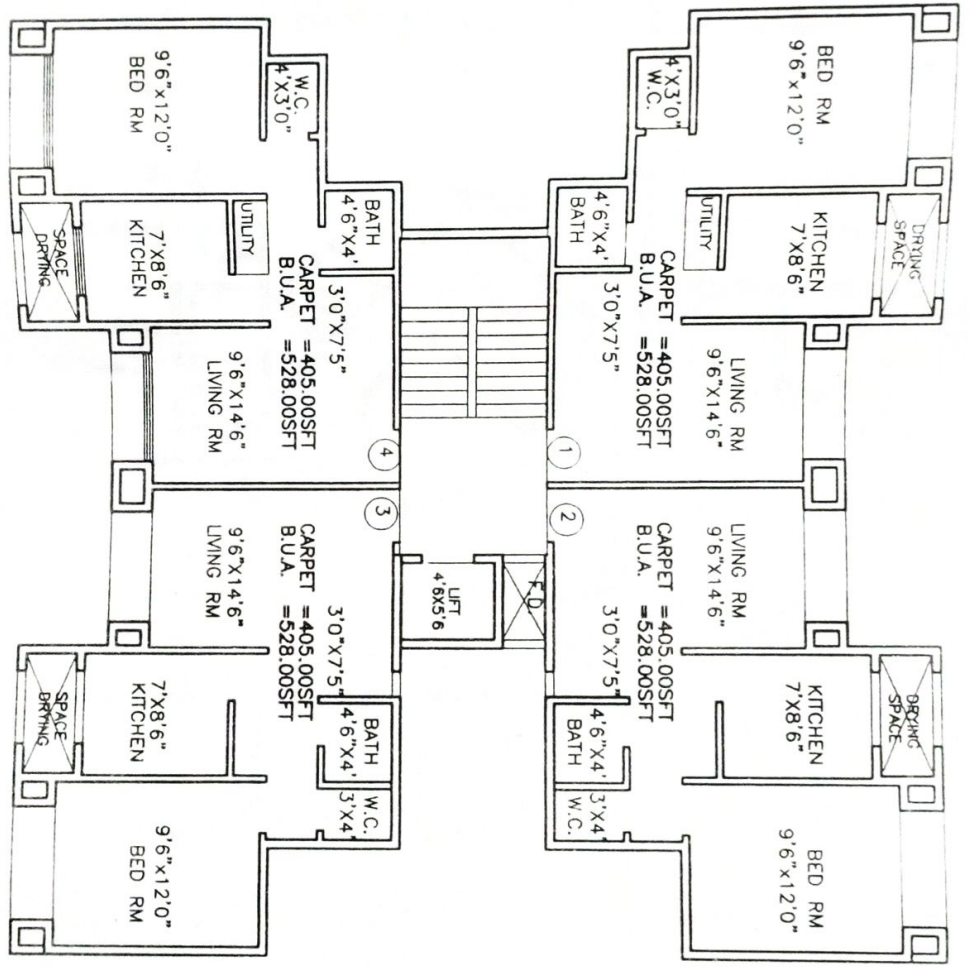 BED RM
9'6"x12'0"
W.C.
4'X3'0"
BATH
4'6"X4'
UTILITY
KITCHEN
7'X8'6"
DRYING
SPACE
CARPET =405.00SFT
B.U.A. =528.00SFT
3'0"X7'5"
LIVING RM
9'6"X14'6"
4
BED RM
9'6"x12'0"
4'X3'0"
W.C.
4'6"X4'
BATH
UTILITY
KITCHEN
7'X8'6"
DRYING
SPACE
CARPET =405.00SFT
B.U.A. =528.00SFT
3'0"X7'5"
LIVING RM
9'6"X14'6"
1
3
9'6"X14'6"
LIVING RM
CARPET =405.00SFT
B.U.A. =528.00SFT
3'0"X7'5"
LIFT
4'6X5'6
F.D.
SPACE
DRYING
7'X8'6"
KITCHEN
BATH
4'6"X4'
W.C.
3'X4'
9'6"x12'0"
BED RM
2
LIVING RM
9'6"X14'6"
CARPET =405.00SFT
B.U.A. =528.00SFT
3'0"X7'5"
KITCHEN
7'X8'6"
DRYING
SPACE
4'6"X4'
BATH
3'X4'
W.C.
BED RM
9'6"x12'0"